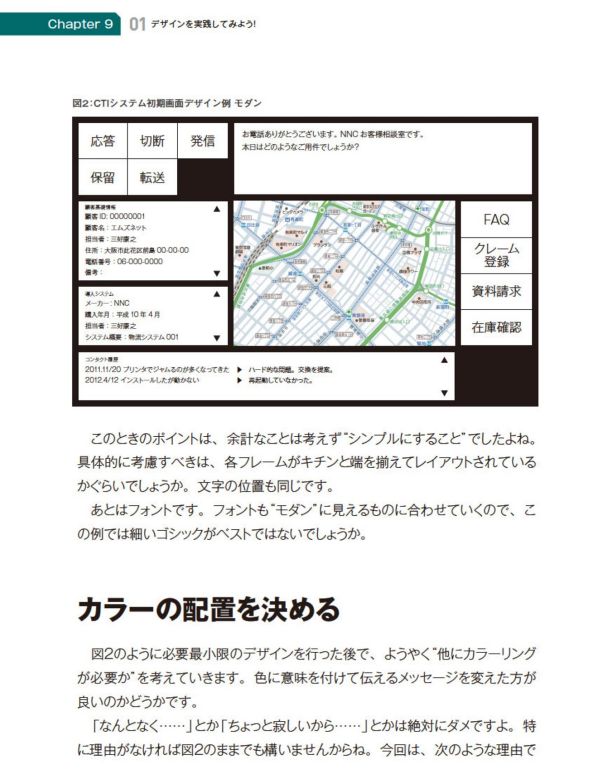 Chapter 9
01 デザインを実践してみよう!
図2:CTIシステム初期画面デザイン例 モダン
応答 切断 発信
保留 転送
お電話ありがとうございます。NNCお客様相談室です。
本日はどのようなご用件でしょうか?
顧客基礎情報
顧客ID:00000001
顧客名:エムズネット
担当者:三好康之
住所:大阪市此花区前島00-00-00
電話番号:06-000-0000
備考:
導入システム
メーカー:NNC
購入年月:平成10年4月
担当者:三好康之
システム概要:物流システム001
FAQ
クレーム
登録
資料請求
在庫確認
コンタクト履歴
2011.11/20 プリンタでジャムるのが多くなってきた ▶ ハード的な問題。交換を提案。
2012.4/12 インストールしたが動かない ▶ 再起動していなかった。
このときのポイントは、余計なことは考えず“シンプルにすること”でしたよね。
具体的に考慮すべきは、各フレームがキチンと端を揃えてレイアウトされている
かぐらいでしょうか。文字の位置も同じです。
あとはフォントです。フォントも“モダン”に見えるものに合わせていくので、こ
の例では細いゴシックがベストではないでしょうか。
カラーの配置を決める
図2のように必要最小限のデザインを行った後で、ようやく“他にカラーリング
が必要か”を考えていきます。色に意味を付けて伝えるメッセージを変えた方が
良いのかどうかです。
「なんとなく……」とか「ちょっと寂しいから……」とかは絶対にダメですよ。特
に理由がなければ図2のままでも構いませんからね。今回は、次のような理由で